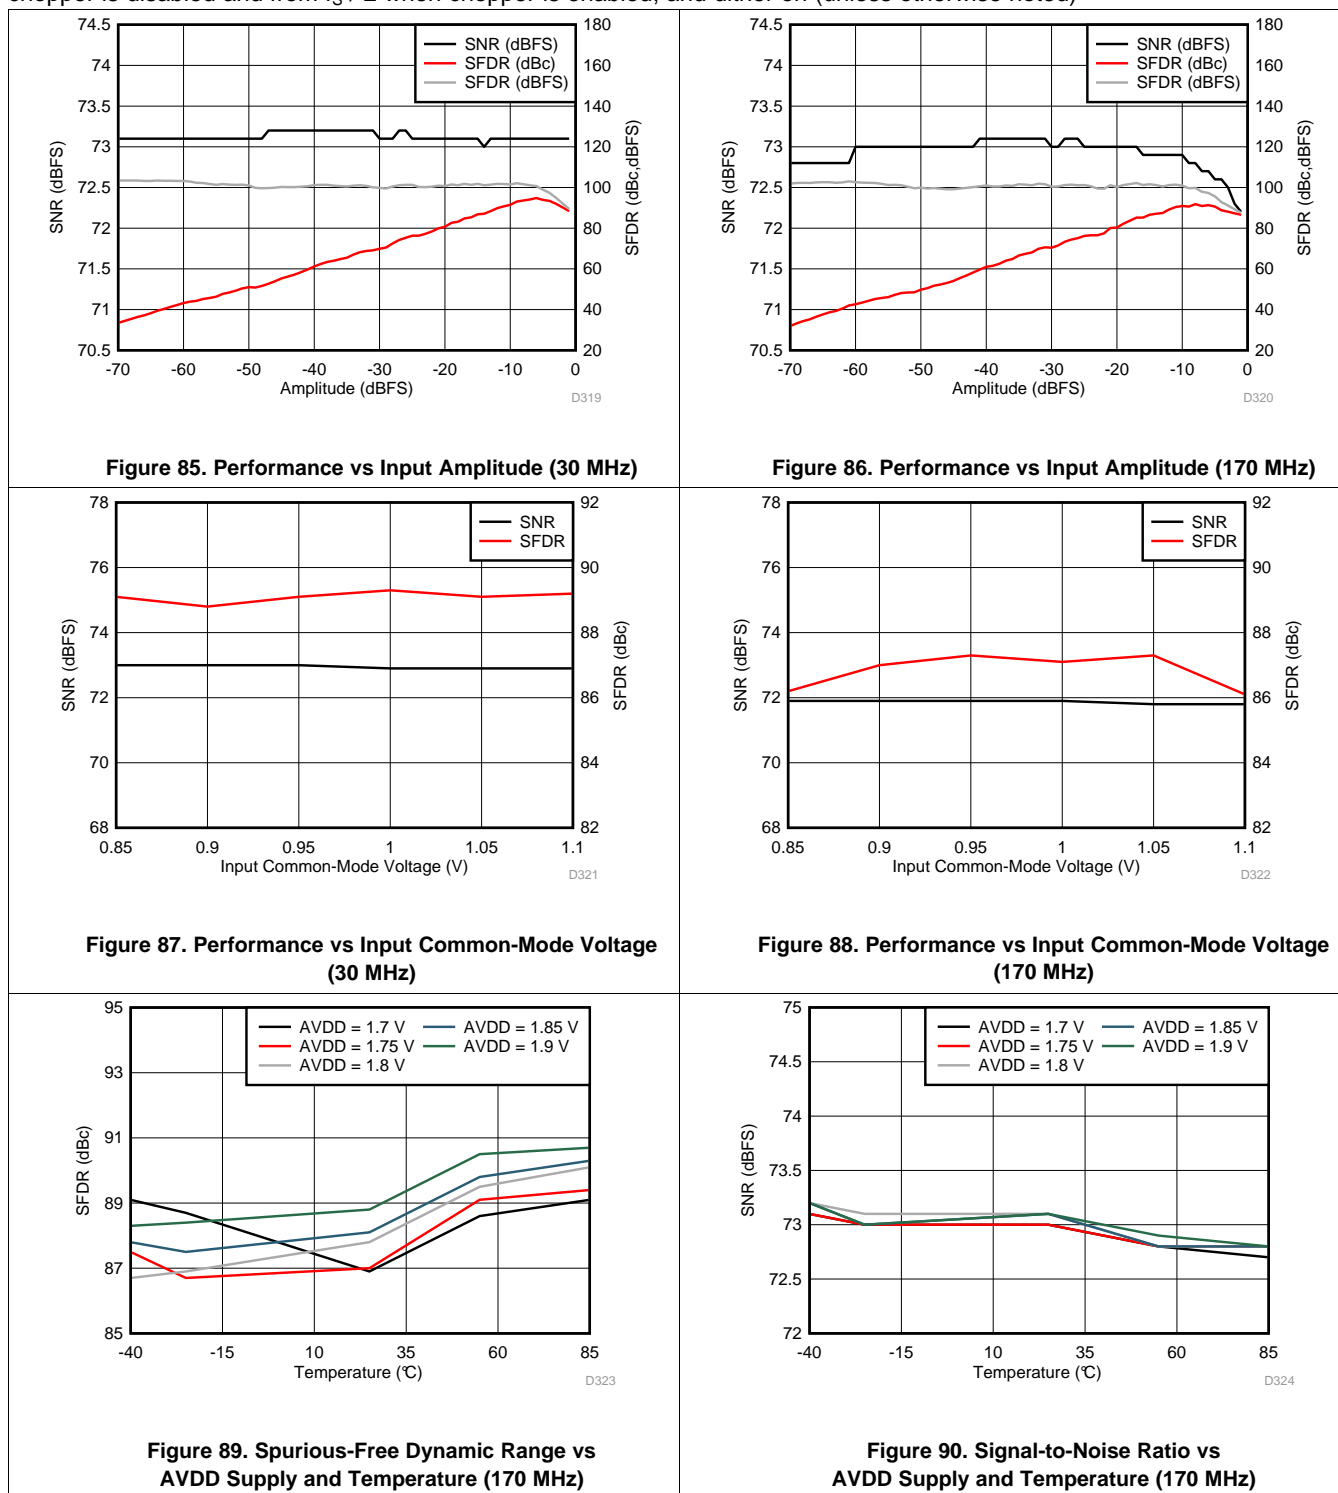 74.5
74
73.5
73
72.5
72
71.5
71
70.5
180
160
140
120
100
80
60
40
20
-70 -60 -50 -40 -30 -20 -10 0
SNR (dBFS)
SFDR (dBc,dBFS)
SNR (dBFS)
SFDR (dBc)
SFDR (dBFS)
Amplitude (dBFS)
D319
Figure 85. Performance vs Input Amplitude (30 MHz)
74.5
74
73.5
73
72.5
72
71.5
71
70.5
180
160
140
120
100
80
60
40
20
-70 -60 -50 -40 -30 -20 -10 0
SNR (dBFS)
SFDR (dBc,dBFS)
SNR (dBFS)
SFDR (dBc)
SFDR (dBFS)
Amplitude (dBFS)
D320
Figure 86. Performance vs Input Amplitude (170 MHz)
78
76
74
72
70
68
92
90
88
86
84
82
0.85 0.9 0.95 1 1.05 1.1
SNR (dBFS)
SFDR (dBc)
SNR
SFDR
Input Common-Mode Voltage (V)
D321
Figure 87. Performance vs Input Common-Mode Voltage
(30 MHz)
78
76
74
72
70
68
92
90
88
86
84
82
0.85 0.9 0.95 1 1.05 1.1
SNR (dBFS)
SFDR (dBc)
SNR
SFDR
Input Common-Mode Voltage (V)
D322
Figure 88. Performance vs Input Common-Mode Voltage
(170 MHz)
95
93
91
89
87
85
-40 -15 10 35 60 85
SFDR (dBc)
AVDD = 1.7 V AVDD = 1.85 V
AVDD = 1.75 V AVDD = 1.9 V
AVDD = 1.8 V
Temperature (°C)
D323
Figure 89. Spurious-Free Dynamic Range vs
AVDD Supply and Temperature (170 MHz)
75
74.5
74
73.5
73
72.5
72
-40 -15 10 35 60 85
SNR (dBFS)
AVDD = 1.7 V AVDD = 1.85 V
AVDD = 1.75 V AVDD = 1.9 V
AVDD = 1.8 V
Temperature (°C)
D324
Figure 90. Signal-to-Noise Ratio vs
AVDD Supply and Temperature (170 MHz)